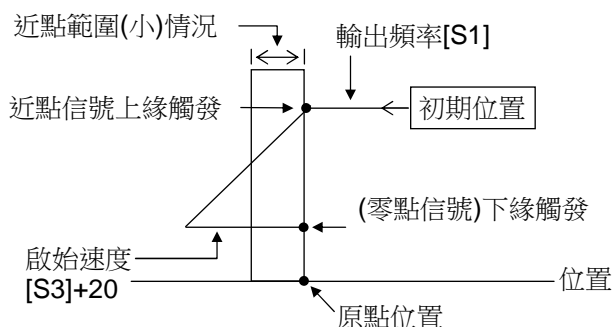 近點範圍(小)情況
輸出頻率[S1]
近點信號上緣觸發
初期位置
(零點信號)下緣觸發
啟始速度
[S3]+20
位置
原點位置